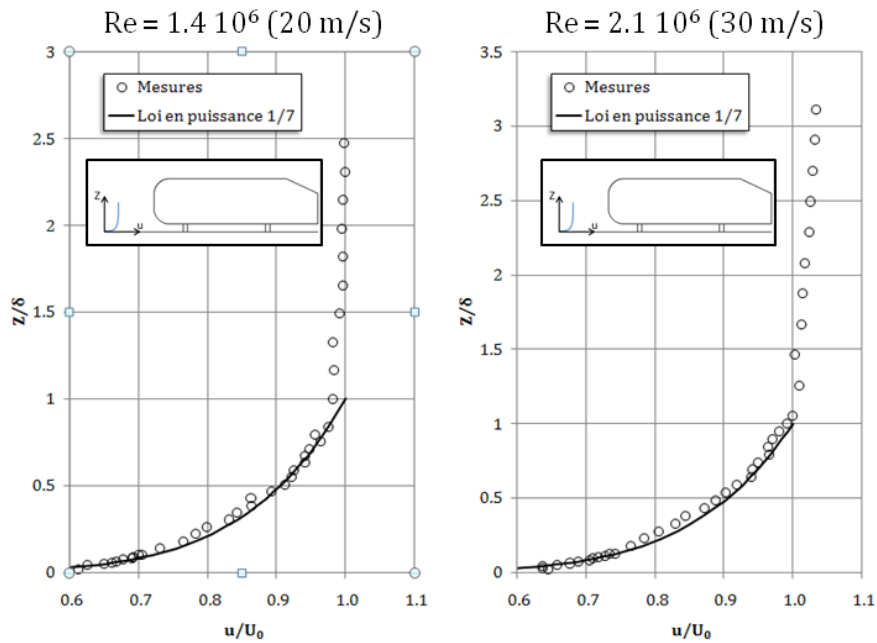 Re = 1.4 10⁶ (20 m/s)
3
2.5
2
1.5
1
0.5
0
Z/δ
Mesures
Loi en puissance 1/7
Z
u
0.6 0.7 0.8 0.9 1.0 1.1
u/U₀
Re = 2.1 10⁶ (30 m/s)
3.5
3
2.5
2
1.5
1
0.5
0
Z/δ
Mesures
Loi en puissance 1/7
Z
u
0.6 0.7 0.8 0.9 1.0 1.1
u/U₀